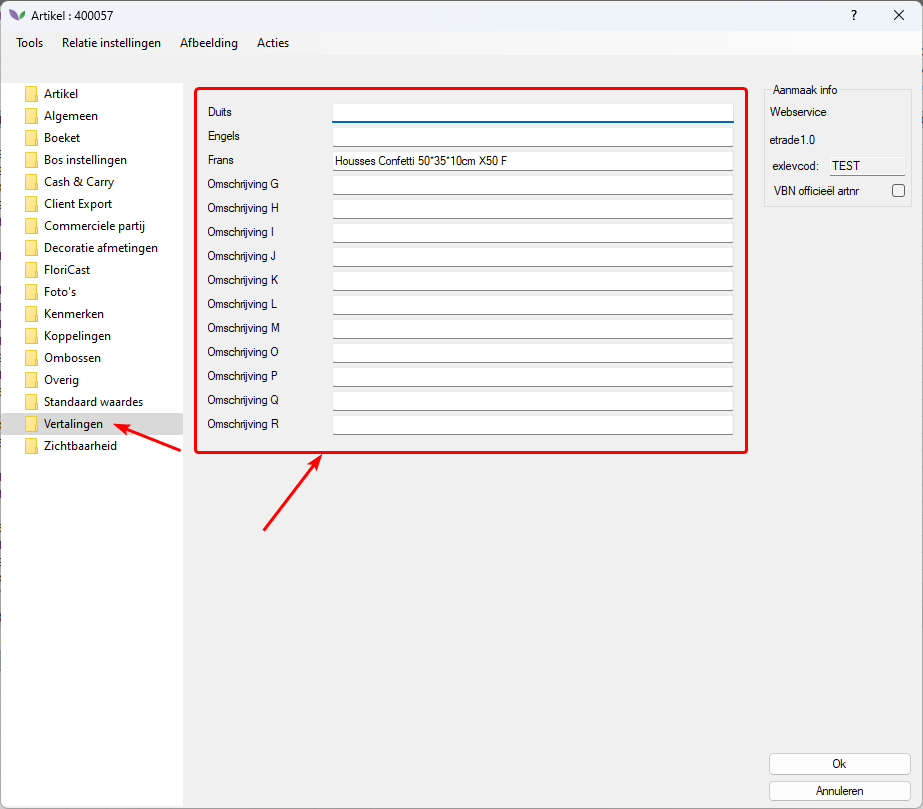 Artikel : 400057
?
Tools Relatie instellingen Afbeelding Acties
Artikel
Algemeen
Boeket
Bos instellingen
Cash & Carry
Client Export
Commerciele partij
Decoratie afmetingen
FloriCast
Foto's
Kenmerken
Koppelingen
Ombossen
Overig
Standaard waardes
Vertalingen
Zichtbaarheid
Duits
Engels
Frans Housses Confetti 50*35*10cm X50 F
Omschrijving G
Omschrijving H
Omschrijving I
Omschrijving J
Omschrijving K
Omschrijving L
Omschrijving M
Omschrijving O
Omschrijving P
Omschrijving Q
Omschrijving R
Aanmaak info
Webservice
etrade1.0
exlevcod: TEST
VBN officieël artnr
Ok
Annuleren